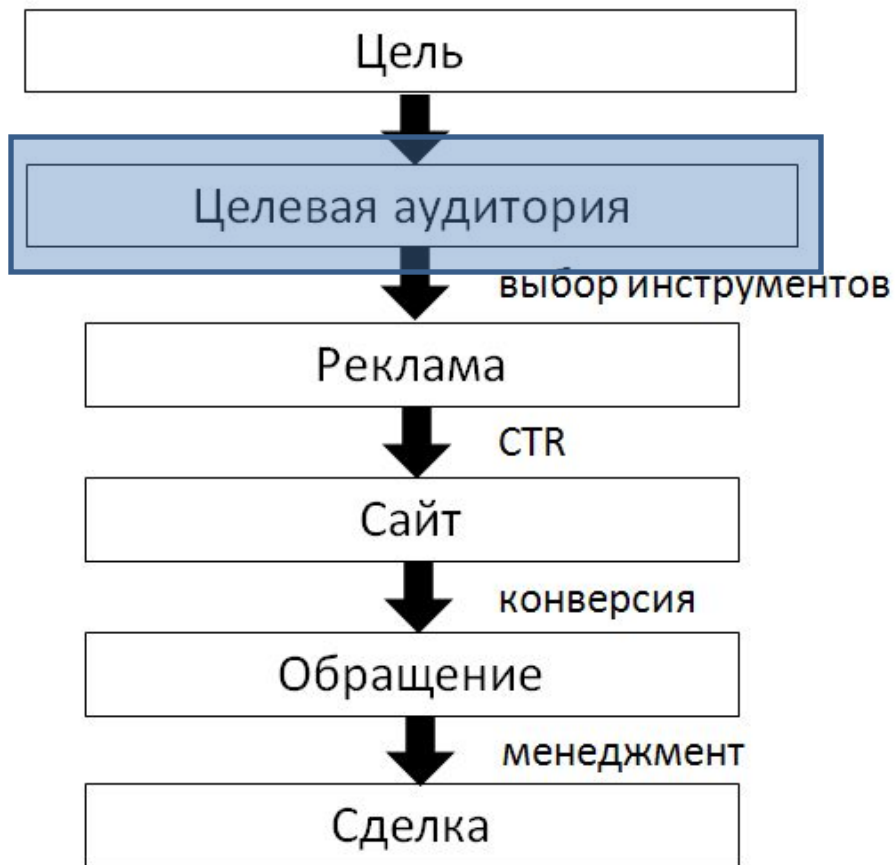 Цель
Целевая аудитория
выбор инструментов
Реклама
CTR
Сайт
конверсия
Обращение
менеджмент
Сделка